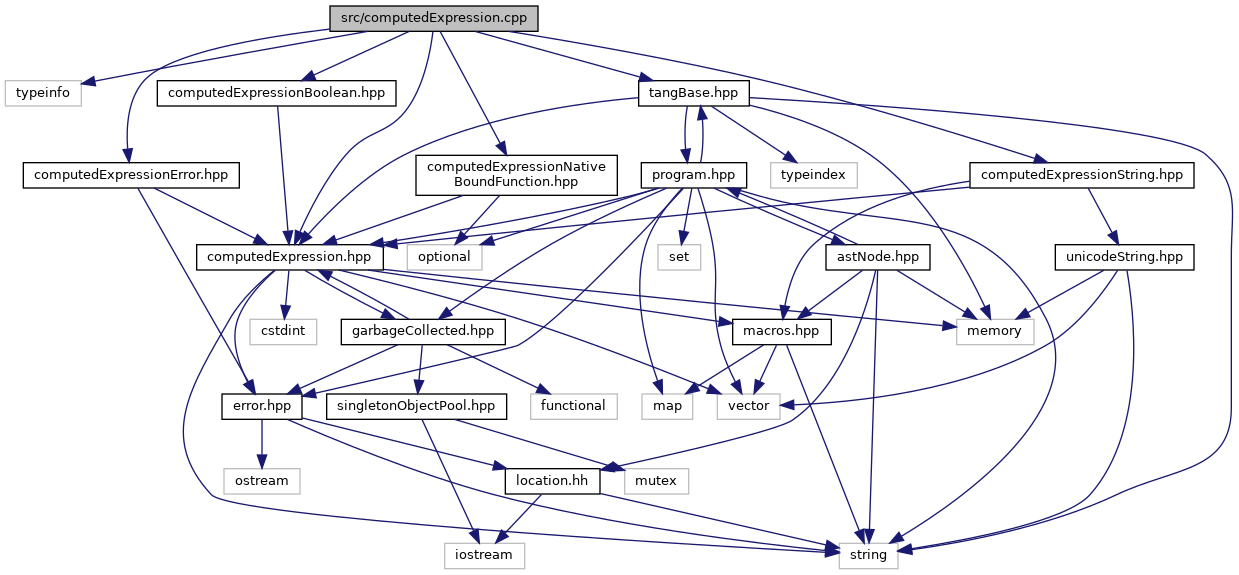 src/computedExpression.cpp
typeinfo
computedExpressionBoolean.hpp
tangBase.hpp
computedExpressionError.hpp
computedExpressionNative
BoundFunction.hpp
program.hpp
typeindex
computedExpressionString.hpp
computedExpression.hpp
optional
set
astNode.hpp
unicodeString.hpp
cstdint
garbageCollected.hpp
macros.hpp
memory
error.hpp
singletonObjectPool.hpp
functional
map
vector
ostream
location.hh
mutex
iostream
string